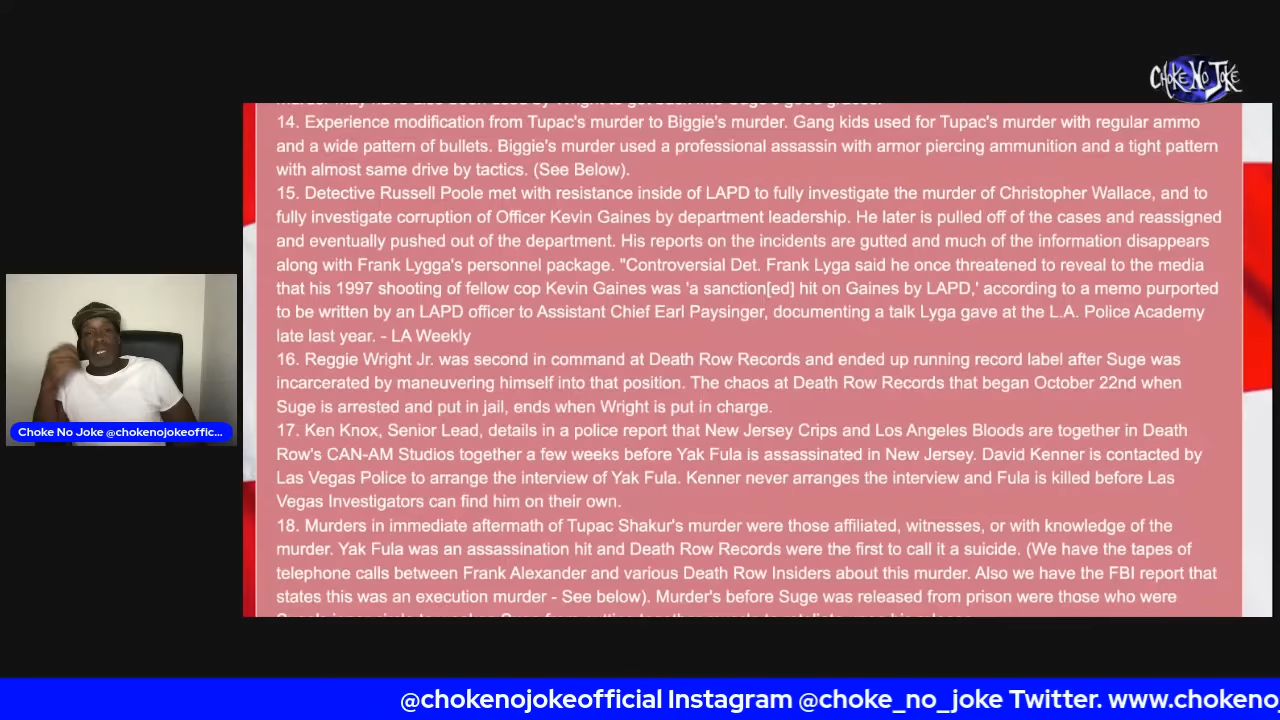 CHOKE NO JOKE
14. Experience modification from Tupac's murder to Biggie's murder. Gang kids used for Tupac's murder with regular ammo
and a wide pattern of bullets. Biggie's murder used a professional assassin with armor piercing ammunition and a tight pattern
with almost same drive by tactics. (See Below).
15. Detective Russell Poole met with resistance inside of LAPD to fully investigate the murder of Christopher Wallace, and to
fully investigate corruption of Officer Kevin Gaines by department leadership. He later is pulled off of the cases and reassigned
and eventually pushed out of the department. His reports on the incidents are gutted and much of the information disappears
along with Frank Lygga's personnel package. "Controversial Det. Frank Lyga said he once threatened to reveal to the media
that his 1997 shooting of fellow cop Kevin Gaines was 'a sanction[ed] hit on Gaines by LAPD,' according to a memo purported
to be written by an LAPD officer to Assistant Chief Earl Paysinger, documenting a talk Lyga gave at the L.A. Police Academy
late last year. - LA Weekly
16. Reggie Wright Jr. was second in command at Death Row Records and ended up running record label after Suge was
incarcerated by maneuvering himself into that position. The chaos at Death Row Records that began October 22nd when
Suge is arrested and put in jail, ends when Wright is put in charge.
17. Ken Knox, Senior Lead, details in a police report that New Jersey Crips and Los Angeles Bloods are together in Death
Row's CAN-AM Studios together a few weeks before Yak Fula is assassinated in New Jersey. David Kenner is contacted by
Las Vegas Police to arrange the interview of Yak Fula. Kenner never arranges the interview and Fula is killed before Las
Vegas Investigators can find him on their own.
18. Murders in immediate aftermath of Tupac Shakur's murder were those affiliated, witnesses, or with knowledge of the
murder. Yak Fula was an assassination hit and Death Row Records were the first to call it a suicide. (We have the tapes of
telephone calls between Frank Alexander and various Death Row Insiders about this murder. Also we have the FBI report that
states this was an execution murder - See below). Murder's before Suge was released from prison were those who were
Choke No Joke @chokenojokeoffic...
@chokenojokeofficial Instagram @choke_no_joke Twitter. www.chokeno